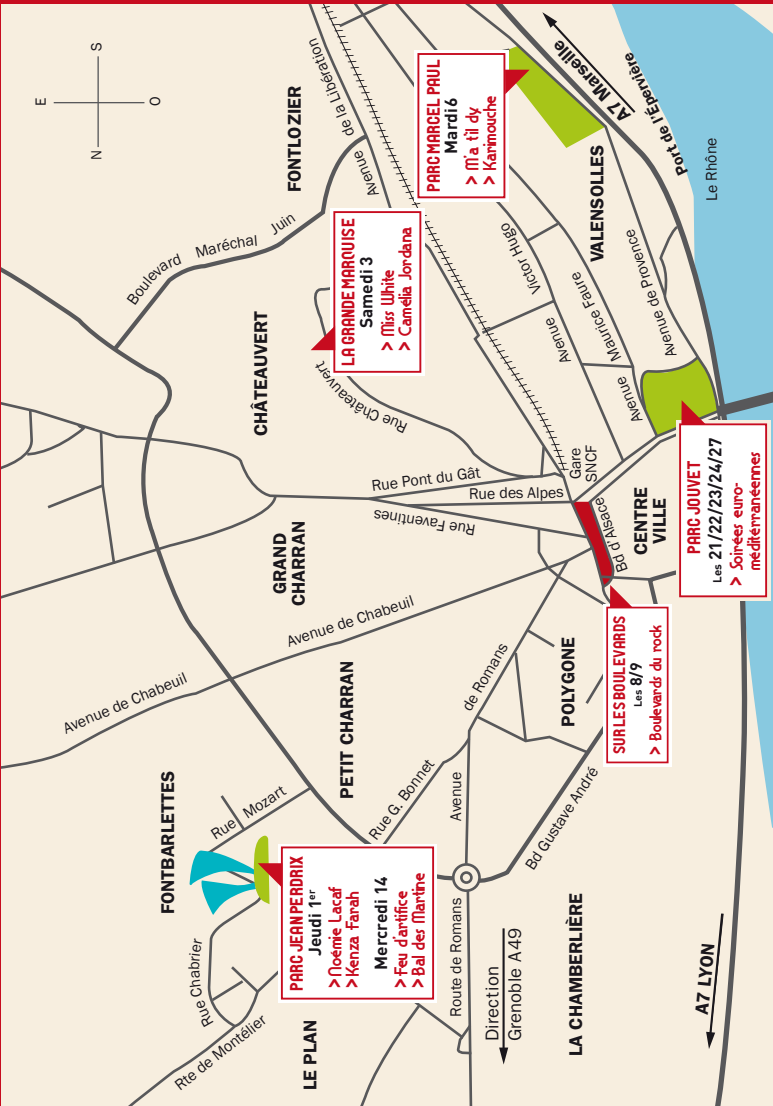 E
S
N
O
FONTLOZIER
Avenue de la Libération
A7 Marseille
Port de l'Épervière
Le Rhône
PARC MARCEL PAUL
Mardi 6
> M'a til dy
> Karimouche
VALENSOLLES
Boulevard Maréchal Juin
LA GRANDE MARQUISE
Samedi 3
> Miss White
> Camélia Jordana
CHÂTEAUVERT
Rue Châteauvert
Avenue Victor Hugo
Avenue Maurice Faure
Avenue de Provence
Gare
SNCF
Rue Pont du Gât
Rue des Alpes
Rue Faventines
Bd d'Alsace
CENTRE
VILLE
PARC JOUVET
Les 21/22/23/24/27
> Soirées euro-
méditerranéennes
GRAND
CHARRAN
Avenue de Chabeuil
Avenue de Chabeuil
PETIT CHARRAN
SUR LES BOULEVARDS
Les 8/9
> Boulevards du rock
POLYGONE
Avenue de Romans
Rue G. Bonnet
Bd Gustave André
FONTBARLETTES
Rue Mozart
PARC JEAN PERDRIX
Jeudi 1er
> Noémie Lacaf
> Kenza Farah
Mercredi 14
> Feu d'artifice
> Bal des Martine
Rue Chabrier
Rte de Montélier
LE PLAN
Route de Romans
Direction
Grenoble A 49
LA CHAMBERLIÈRE
A7 LYON